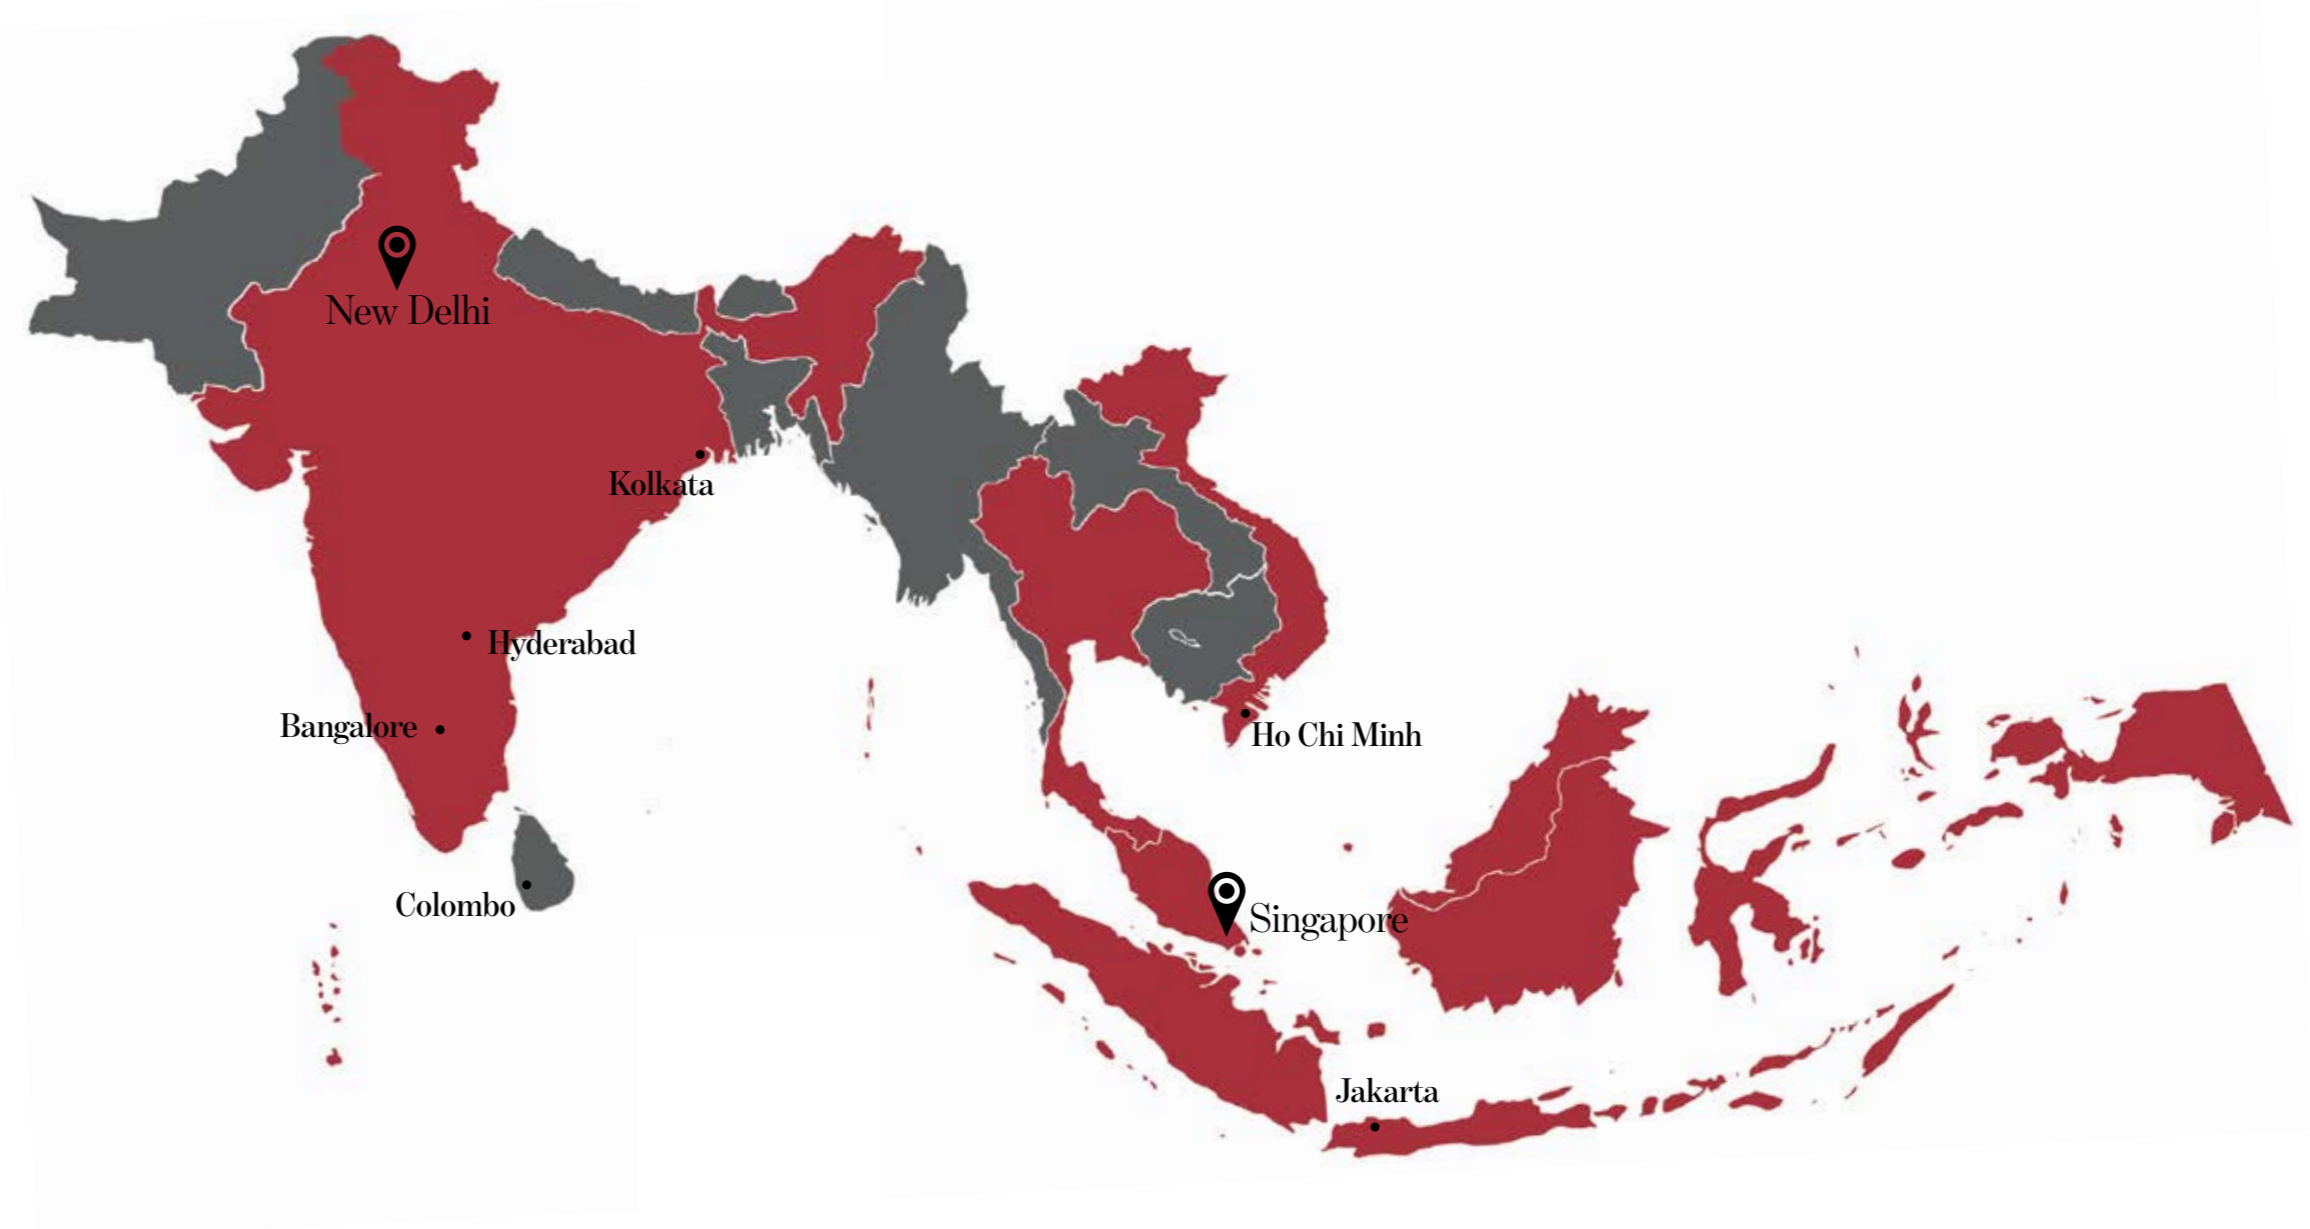 New Delhi
Kolkata
Hyderabad
Bangalore
Ho Chi Minh
Colombo
Singapore
Jakarta